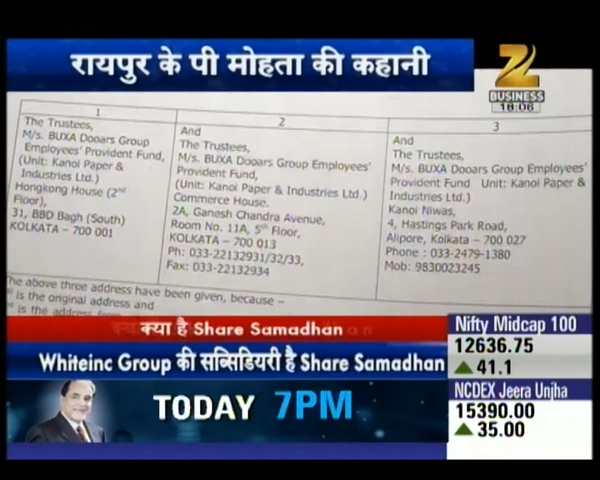 रायपुर के पी मोहता की कहानी
Z
BUSINESS
18:06
1
The Trustees,
M/s. BUXA Dooars Group
Employees' Provident Fund,
(Unit: Kanoi Paper &
Industries Ltd.)
Hongkong House (2nd
Floor),
31, BBD Bagh (South)
KOLKATA – 700 001
2
And
The Trustees,
M/s. BUXA Dooars Group Employees'
Provident Fund,
(Unit: Kanoi Paper & Industries Ltd.)
Commerce House.
2A, Ganesh Chandra Avenue,
Room No. 11A, 5th Floor,
KOLKATA – 700 013
Ph: 033-22132931/32/33,
Fax: 033-22132934
3
And
The Trustees,
M/s. BUXA Dooars Group Employees'
Provident Fund Unit: Kanoi Paper &
Industries Ltd.)
Kanoi Niwas,
4, Hastings Park Road,
Alipore, Kolkata – 700 027
Phone : 033-2479-1380
Mob: 9830023245
The above three address have been given, because –
is the original address and
is the address
क्या है Share Samadhan
Whiteinc Group की सब्सिडियरी है Share Samadhan
TODAY 7PM
Nifty Midcap 100
12636.75
▲ 41.1
NCDEX Jeera Unjha
15390.00
▲ 35.00